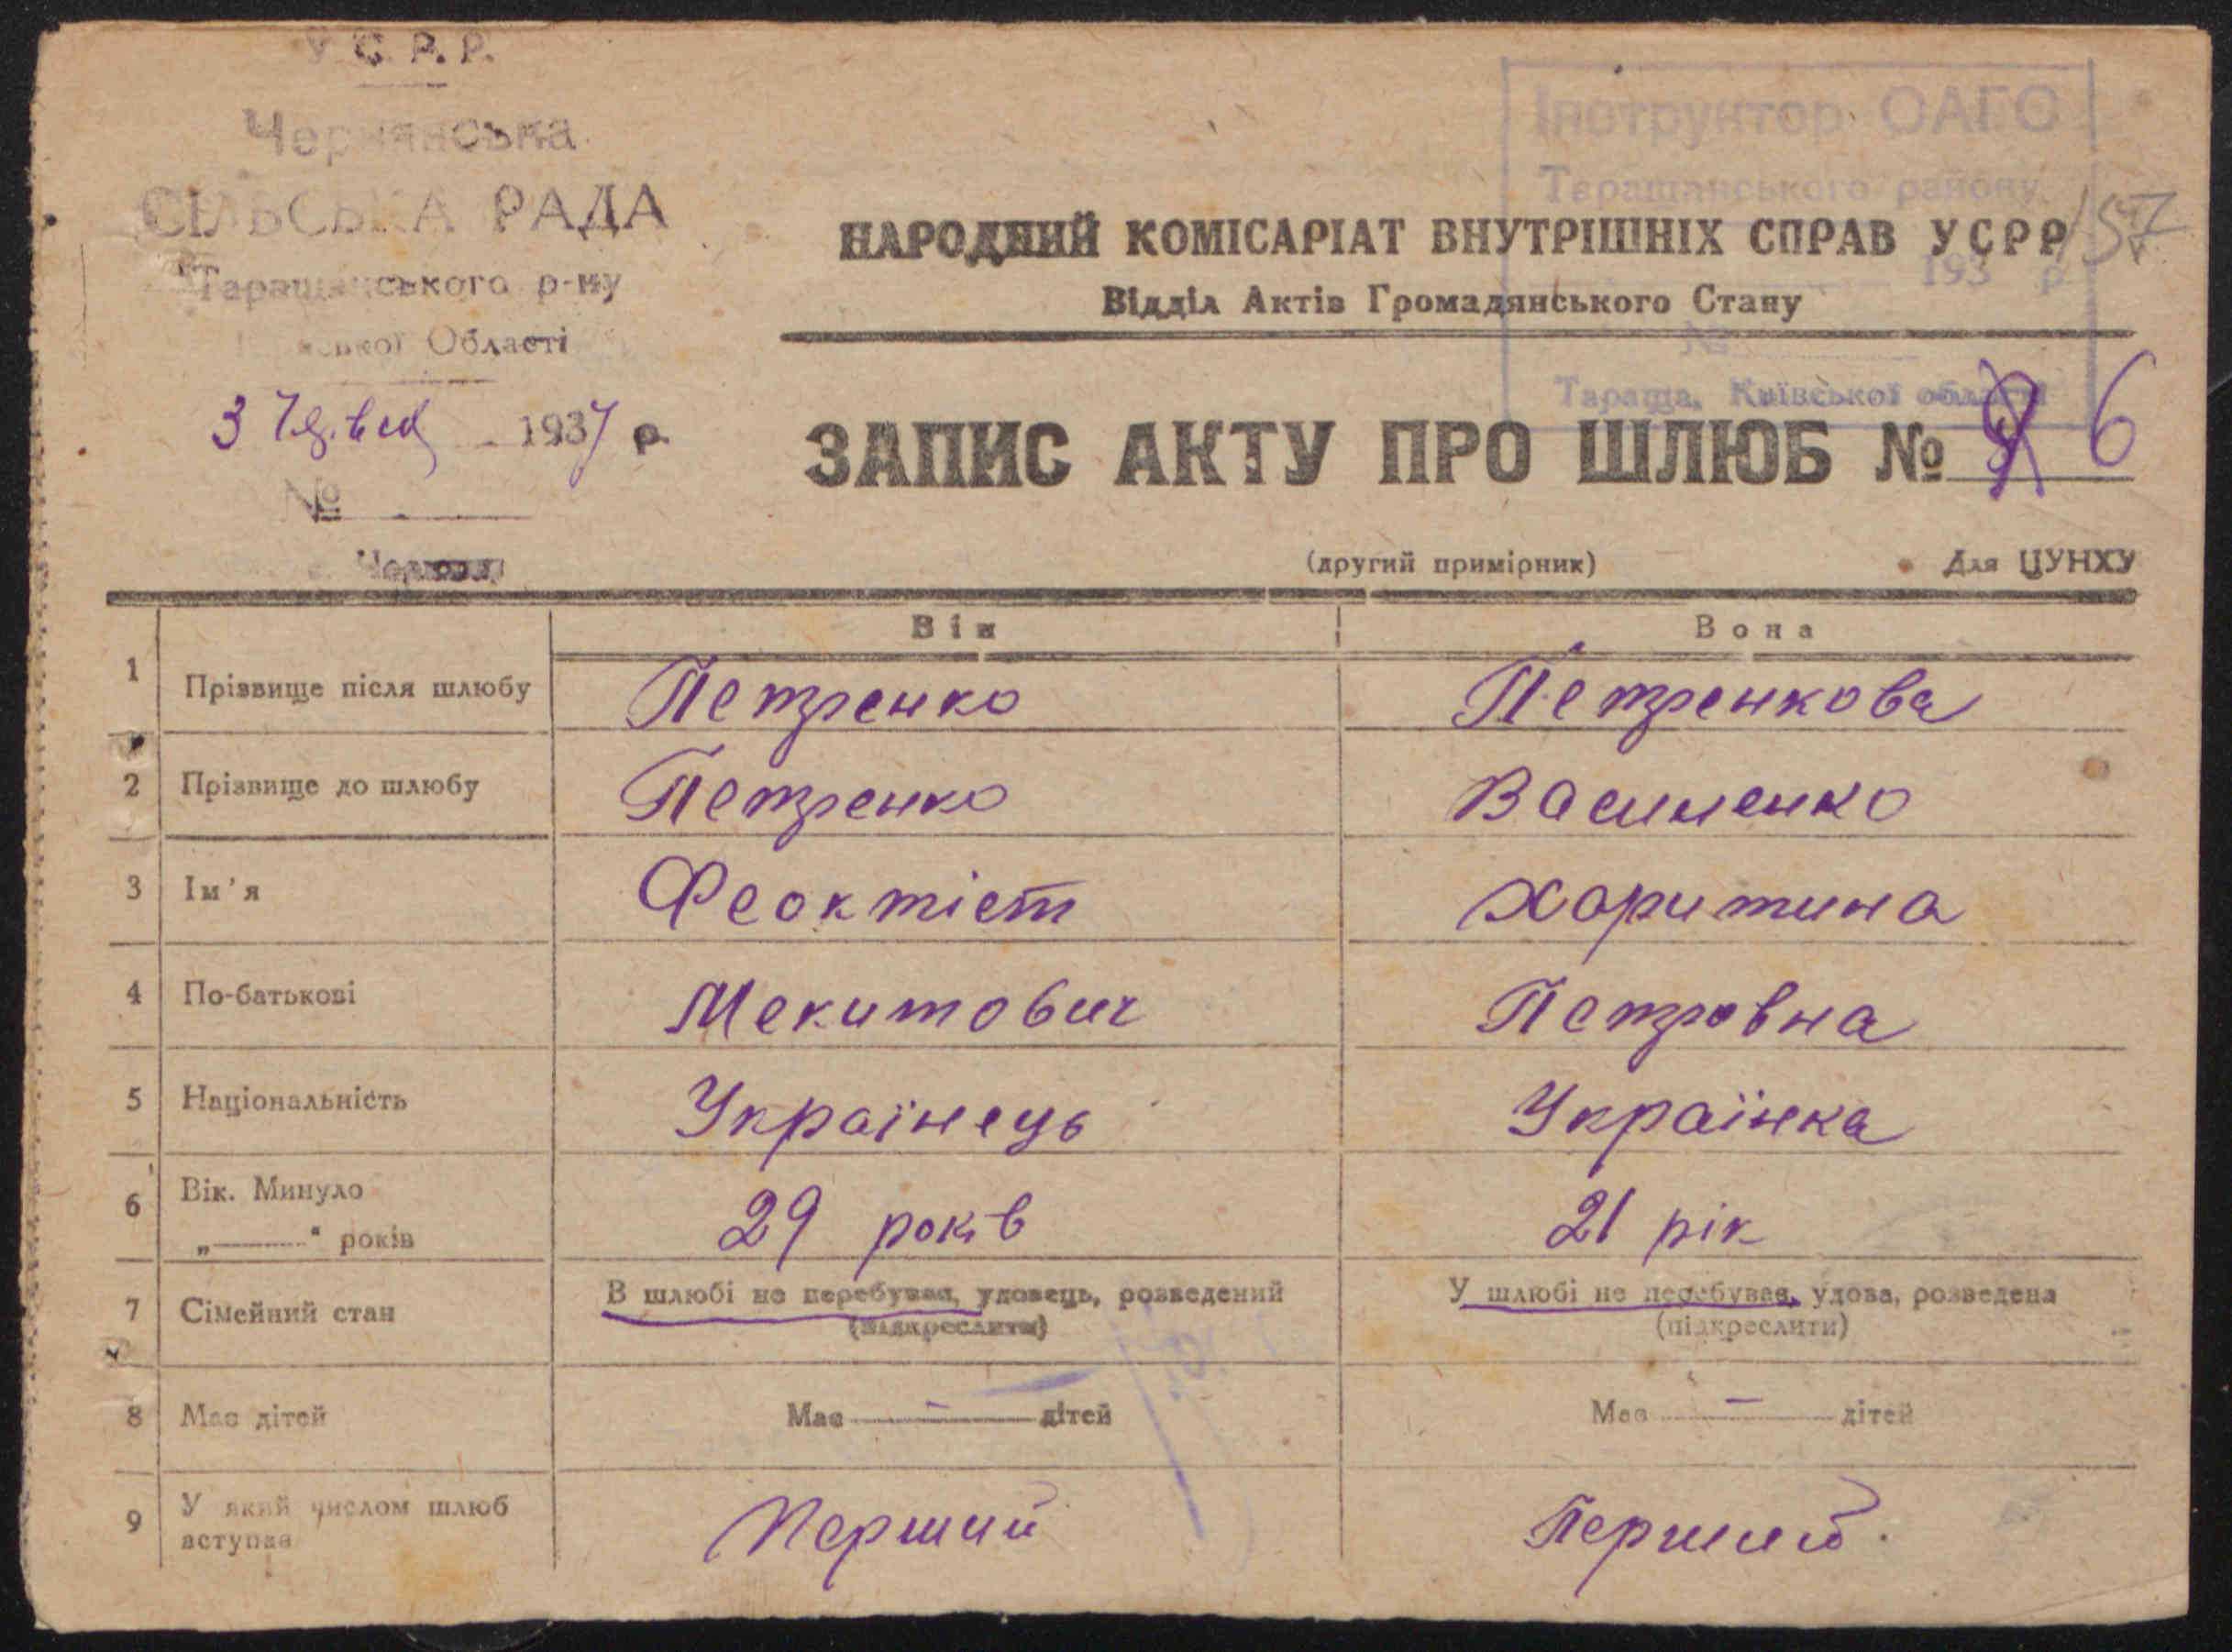 У С. Р. Р.
Чернинська
СІЛЬСЬКА РАДА
Таращанського р-ну
ської Області
3 1937 р.
№
Інструктор ОАГС
Таращанського району
193 р.
№
Тараща, Київської області
157
НАРОДНИЙ КОМІСАРІАТ ВНУТРІШНІХ СПРАВ УСРР
Відділ Актів Громадянського Стану
ЗАПИС АКТУ ПРО ШЛЮБ № 6
(другий примірник) Для ЦУНХУ
Він Вона
1 Прізвище після шлюбу Петренко Петренкова
2 Прізвище до шлюбу Петренко Василенко
3 Ім'я Феоктіст Харитина
4 По-батькові Мекитович Петровна
5 Національність Українець Українка
6 Вік. Минуло
„———“ років 29 років 21 рік
7 Сімейний стан В шлюбі не перебував, удовець, розведений У шлюбі не перебував, удова, розведена
(підкреслити) (підкреслити)
8 Має дітей Має — дітей Має — дітей
9 У який числом шлюб
вступає Перший Перший.